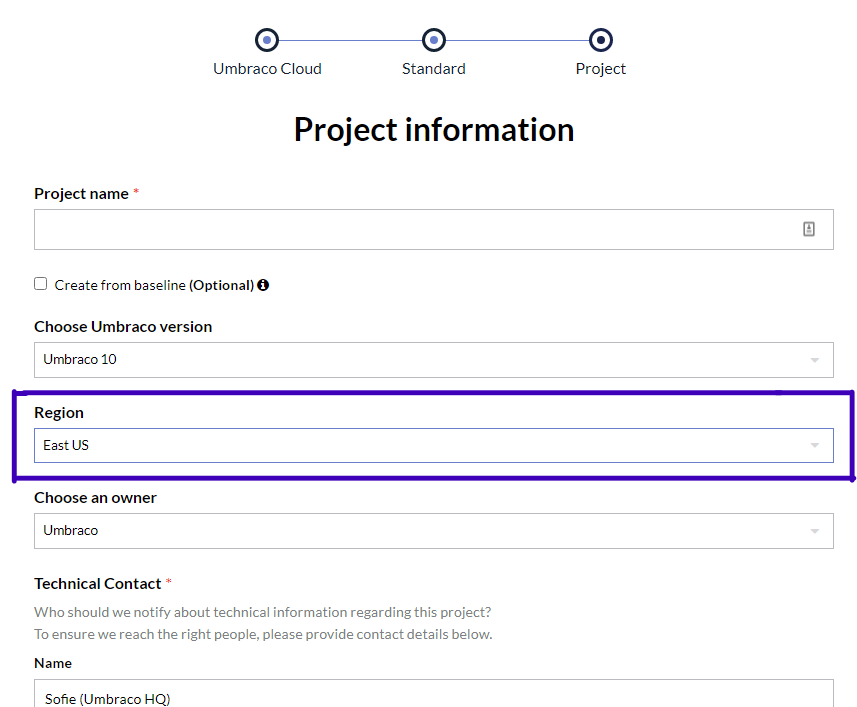 Umbraco Cloud Standard Project
Project information
Project name *
Create from baseline (Optional)
Choose Umbraco version
Umbraco 10
Region
East US
Choose an owner
Umbraco
Technical Contact *
Who should we notify about technical information regarding this project?
To ensure we reach the right people, please provide contact details below.
Name
Sofie (Umbraco HQ)